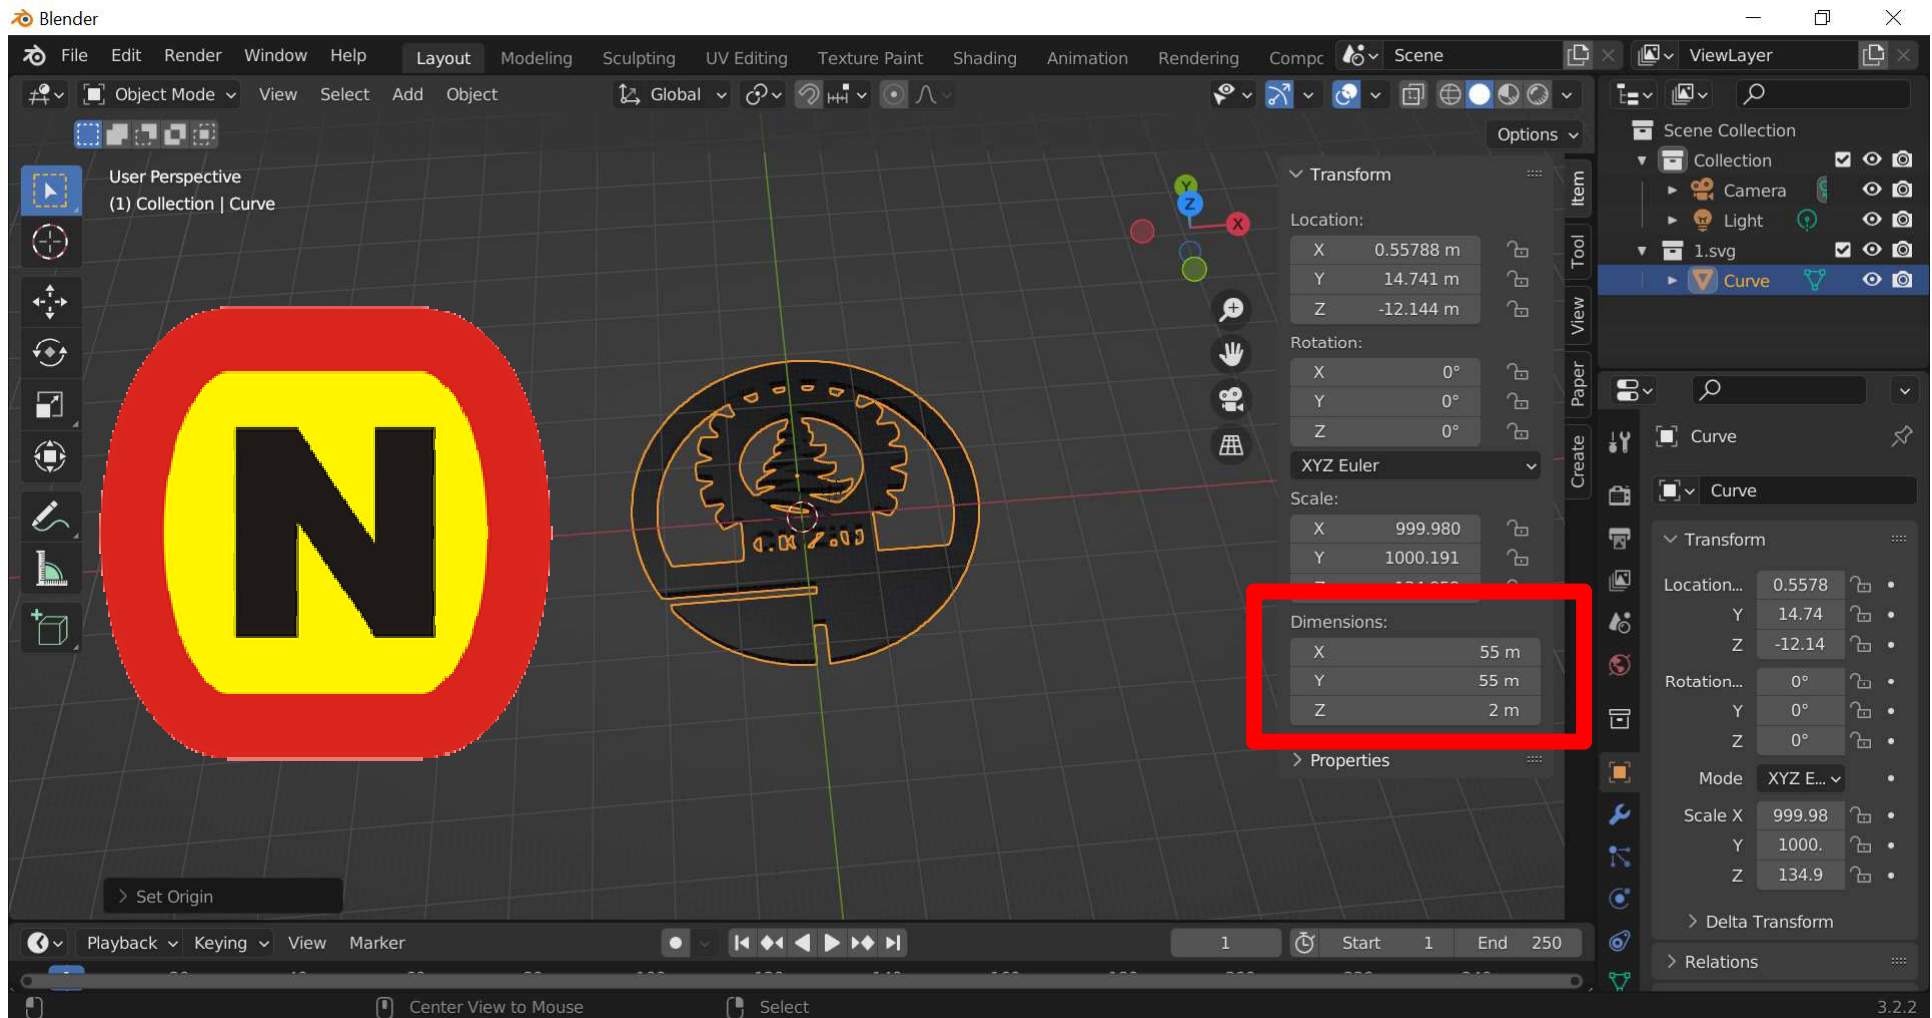 Blender
File Edit Render Window Help Layout Modeling Sculpting UV Editing Texture Paint Shading Animation Rendering Compc Scene ViewLayer
Object Mode View Select Add Object Global
Options
User Perspective
(1) Collection | Curve
N
Y
Z
X
Transform
Location:
X 0.55788 m
Y 14.741 m
Z -12.144 m
Rotation:
X 0°
Y 0°
Z 0°
XYZ Euler
Scale:
X 999.980
Y 1000.191
Dimensions:
X 55 m
Y 55 m
Z 2 m
Properties
Item
Tool
View
Paper
Create
Scene Collection
Collection
Camera
Light
1.svg
Curve
Curve
Curve
Transform
Location... 0.5578
Y 14.74
Z -12.14
Rotation... 0°
Y 0°
Z 0°
Mode XYZ E...
Scale X 999.98
Y 1000.
Z 134.9
Delta Transform
Relations
Set Origin
Playback Keying View Marker 1 Start 1 End 250
Center View to Mouse Select 3.2.2